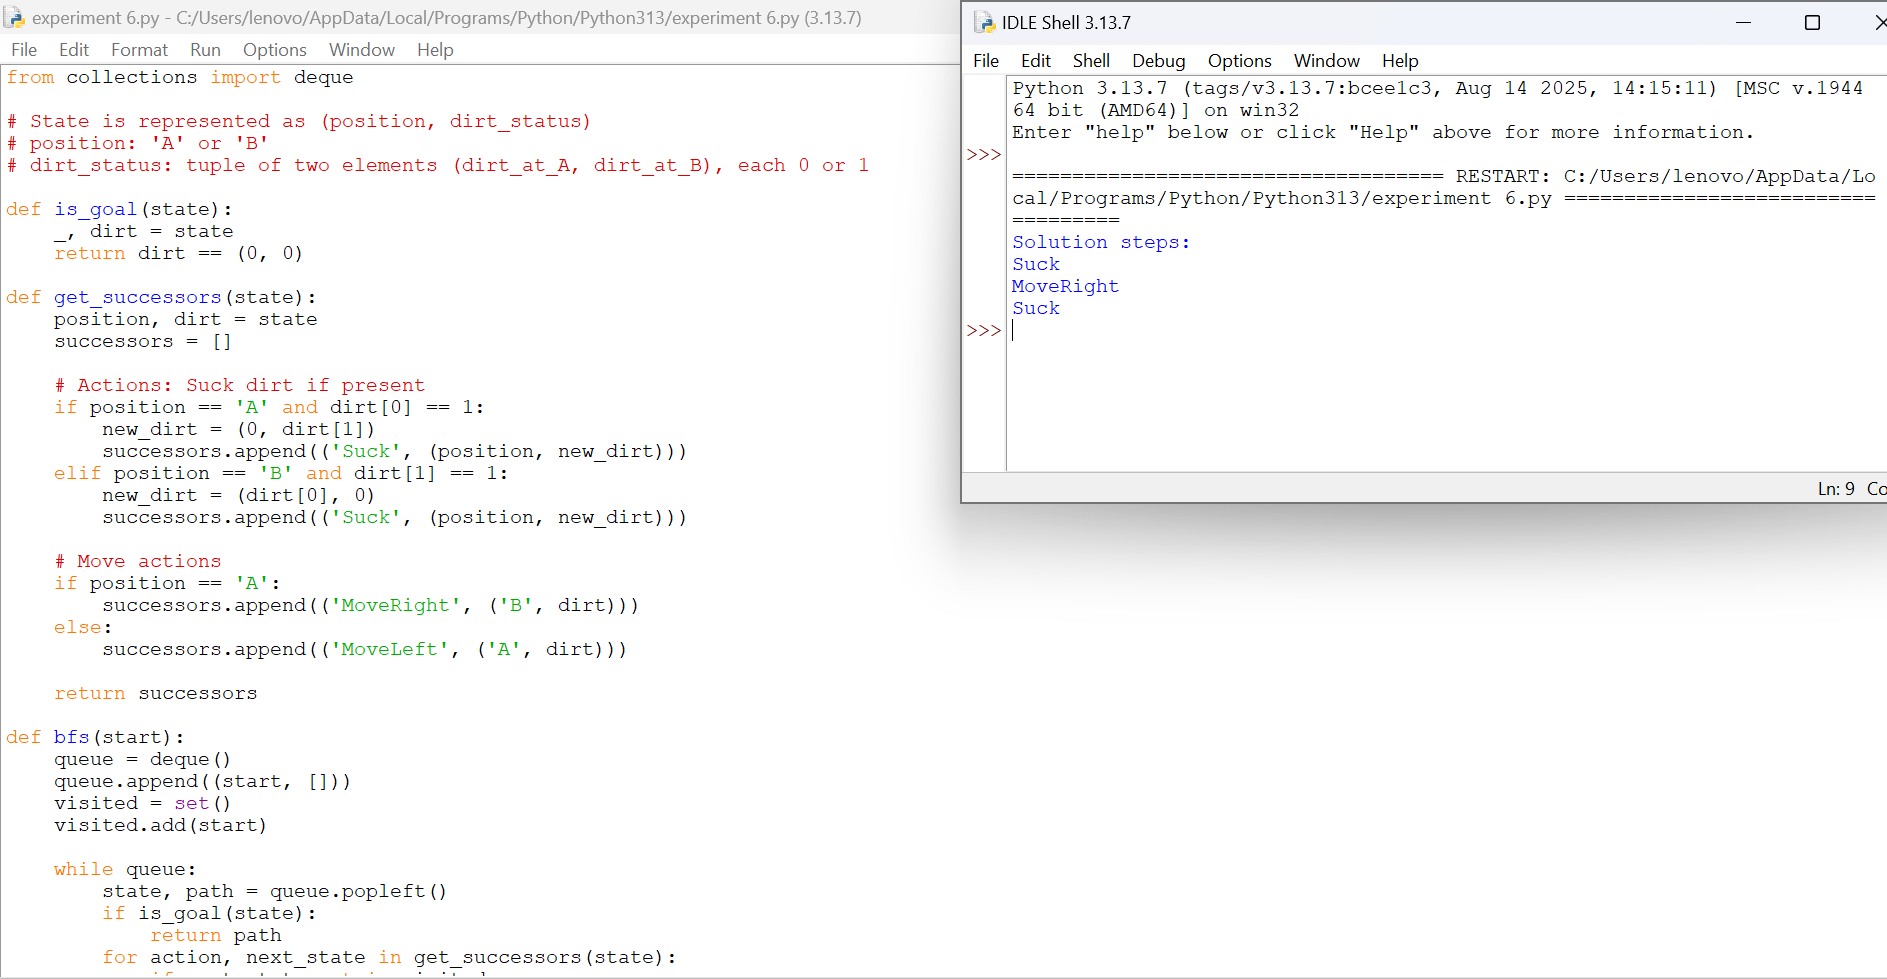 experiment 6.py - C:/Users/lenovo/AppData/Local/Programs/Python/Python313/experiment 6.py (3.13.7)
File Edit Format Run Options Window Help
from collections import deque

# State is represented as (position, dirt_status)
# position: 'A' or 'B'
# dirt_status: tuple of two elements (dirt_at_A, dirt_at_B), each 0 or 1

def is_goal(state):
    _, dirt = state
    return dirt == (0, 0)

def get_successors(state):
    position, dirt = state
    successors = []

    # Actions: Suck dirt if present
    if position == 'A' and dirt[0] == 1:
        new_dirt = (0, dirt[1])
        successors.append(('Suck', (position, new_dirt)))
    elif position == 'B' and dirt[1] == 1:
        new_dirt = (dirt[0], 0)
        successors.append(('Suck', (position, new_dirt)))

    # Move actions
    if position == 'A':
        successors.append(('MoveRight', ('B', dirt)))
    else:
        successors.append(('MoveLeft', ('A', dirt)))

    return successors

def bfs(start):
    queue = deque()
    queue.append((start, []))
    visited = set()
    visited.add(start)

    while queue:
        state, path = queue.popleft()
        if is_goal(state):
            return path
        for action, next_state in get_successors(state):
IDLE Shell 3.13.7
File Edit Shell Debug Options Window Help
Python 3.13.7 (tags/v3.13.7:bcee1c3, Aug 14 2025, 14:15:11) [MSC v.1944
64 bit (AMD64)] on win32
Enter "help" below or click "Help" above for more information.
>>>
==================================== RESTART: C:/Users/lenovo/AppData/Lo
cal/Programs/Python/Python313/experiment 6.py ==========================
=========
Solution steps:
Suck
MoveRight
Suck
>>>
Ln: 9 Co